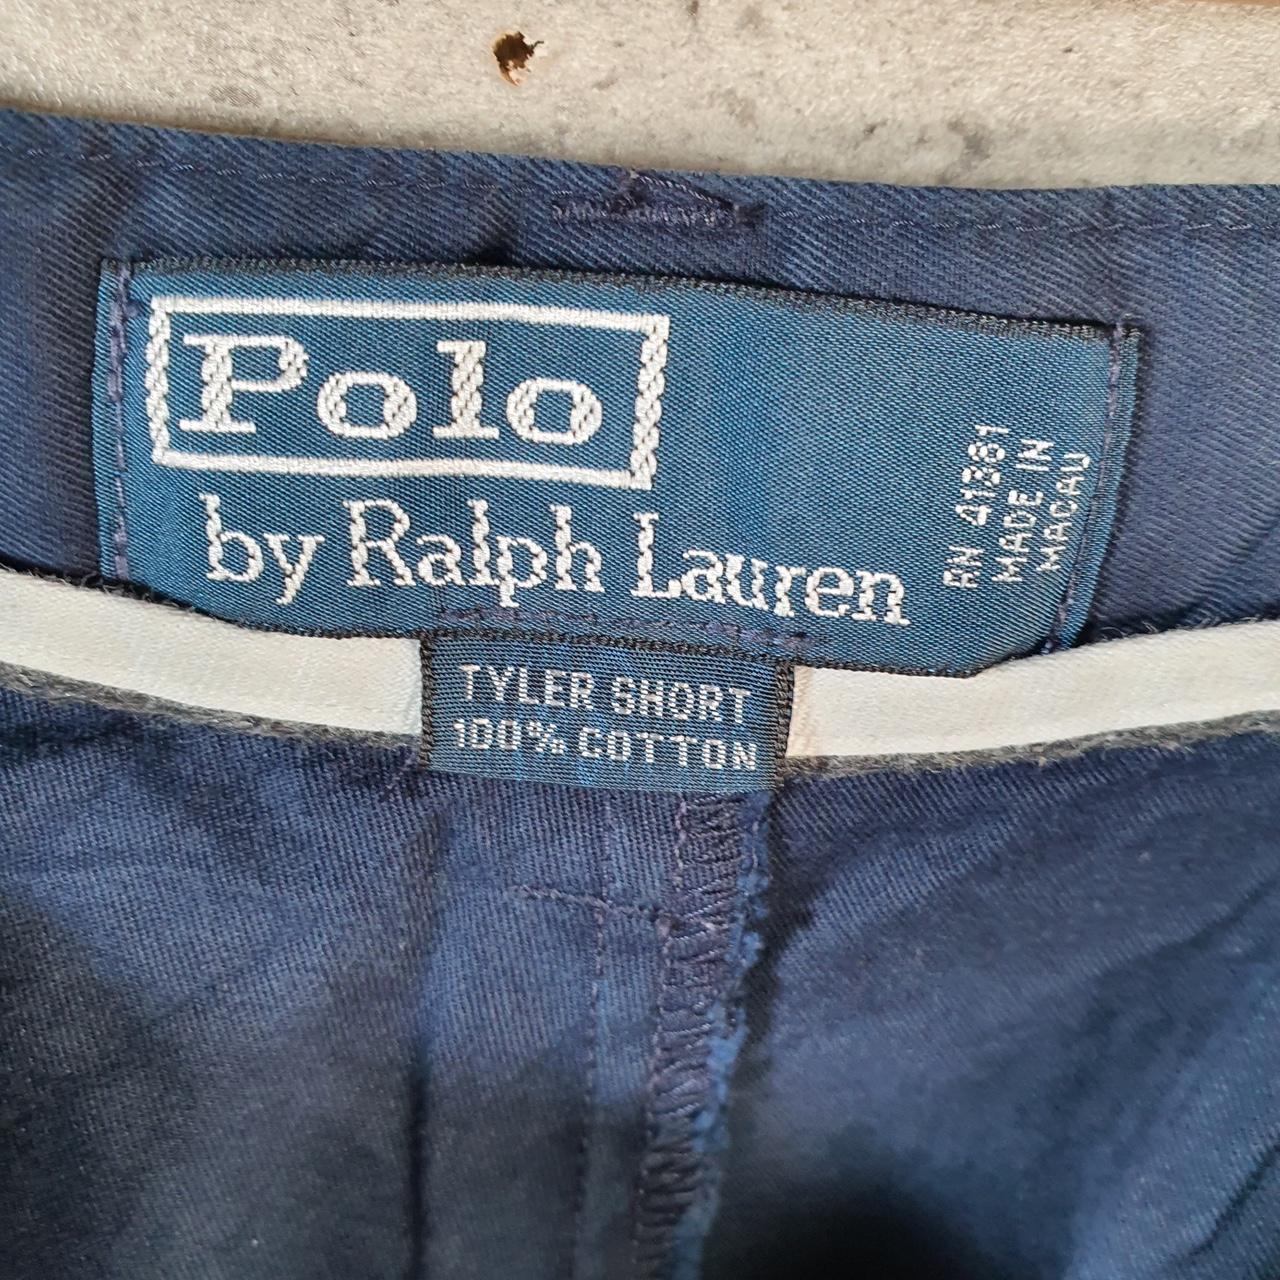 Polo
by Ralph Lauren
RN 41381
MADE IN
MACAU
TYLER SHORT
100% COTTON